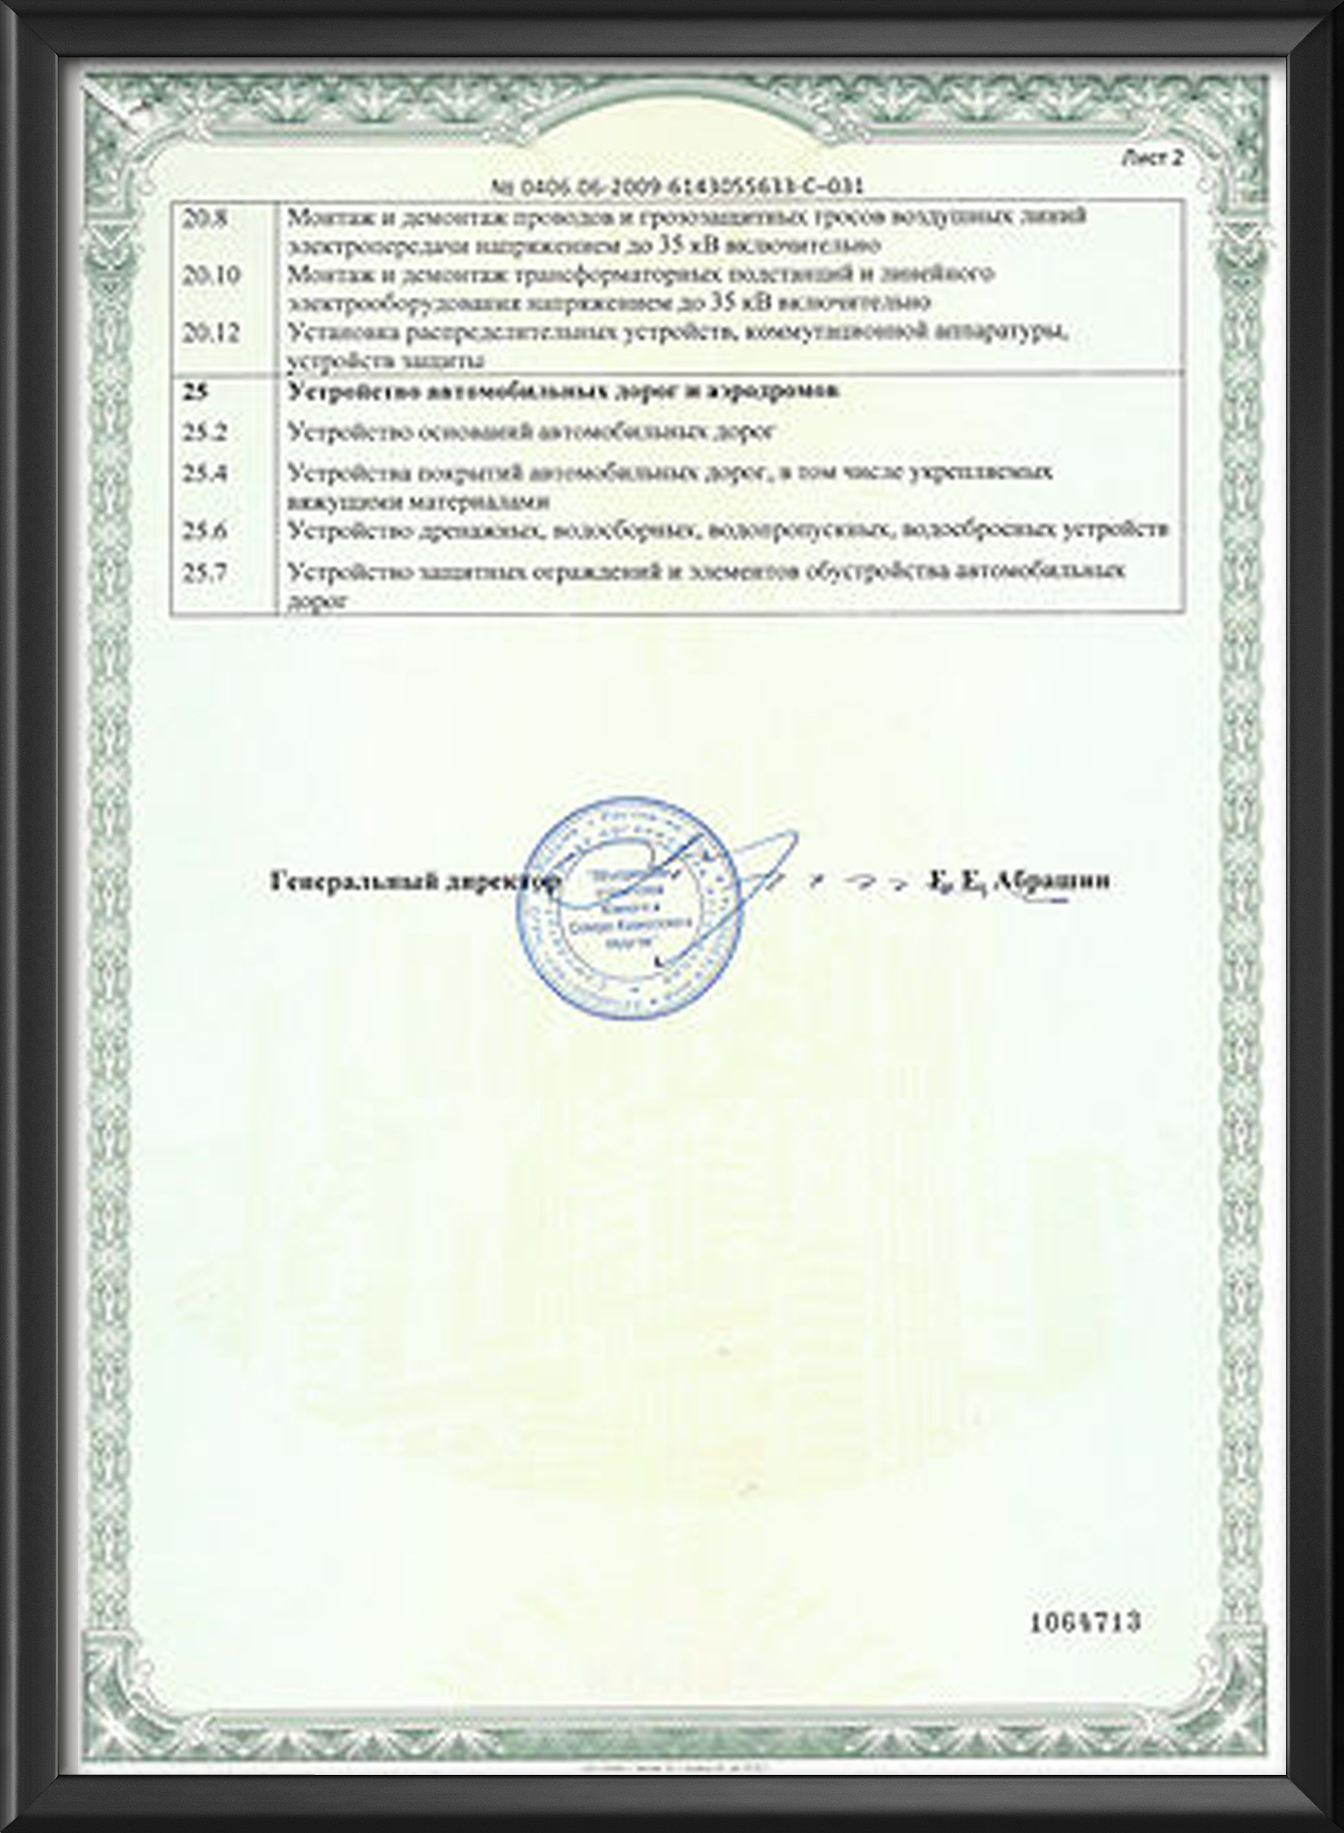 Лист 2
№ 0406.06-2009-6143055633-С-031
20.8 Монтаж и демонтаж проводов и грозозащитных тросов воздушных линий
электропередачи напряжением до 35 кВ включительно
20.10 Монтаж и демонтаж трансформаторных подстанций и линейного
электрооборудования напряжением до 35 кВ включительно
20.12 Установка распределительных устройств, коммутационной аппаратуры,
устройств защиты
25 Устройство автомобильных дорог и аэродромов
25.2 Устройство оснований автомобильных дорог
25.4 Устройства покрытий автомобильных дорог, в том числе укрепляемых
вяжущими материалами
25.6 Устройство дренажных, водосборных, водопропускных, водосбросных устройств
25.7 Устройство защитных ограждений и элементов обустройства автомобильных
дорог
Генеральный директор Е. Е. Абрашин
1064713